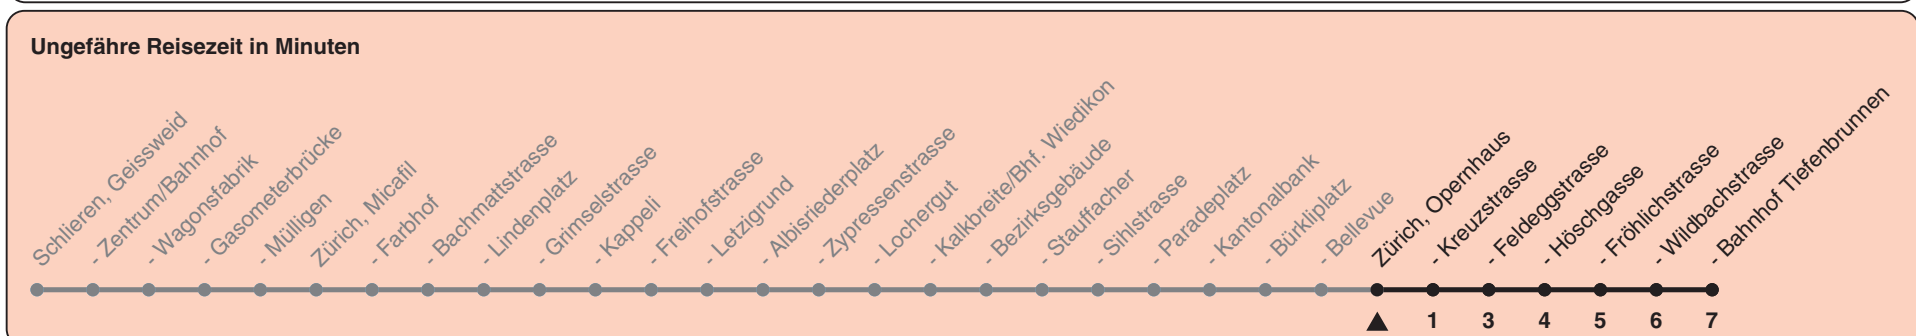 Ungefähre Reisezeit in Minuten
Schlieren, Geissweid
- Zentrum/Bahnhof
- Wagonsfabrik
- Gasometerbrücke
- Mülligen
Zürich, Micafil
- Farbhof
- Bachmattstrasse
- Lindenplatz
- Grimselstrasse
- Kappeli
- Freihofstrasse
- Letzigrund
- Albisriederplatz
- Zypressenstrasse
- Lochergut
- Kalkbreite/Bhf. Wiedikon
- Bezirksgebäude
- Stauffacher
- Sihlstrasse
- Paradeplatz
- Kantonalbank
- Bürkliplatz
- Bellevue
Zürich, Opernhaus
- Kreuzstrasse
- Feldeggstrasse
- Höschgasse
- Fröhlichstrasse
- Wildbachstrasse
- Bahnhof Tiefenbrunnen
1 3 4 5 6 7